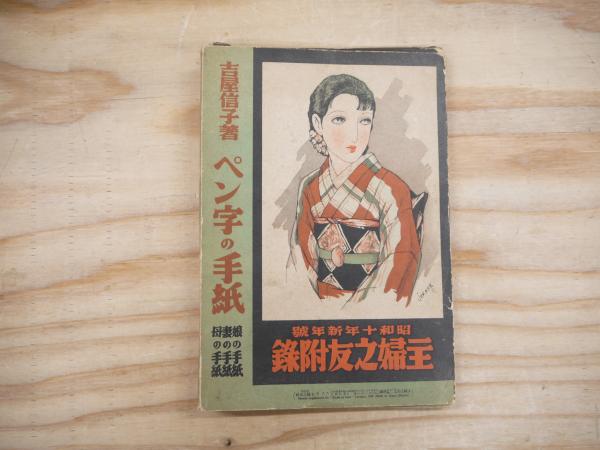 吉屋信子著
ペン字の手紙
娘の手紙
妻の手紙
母の手紙
昭和十年新年號
主婦之友附錄